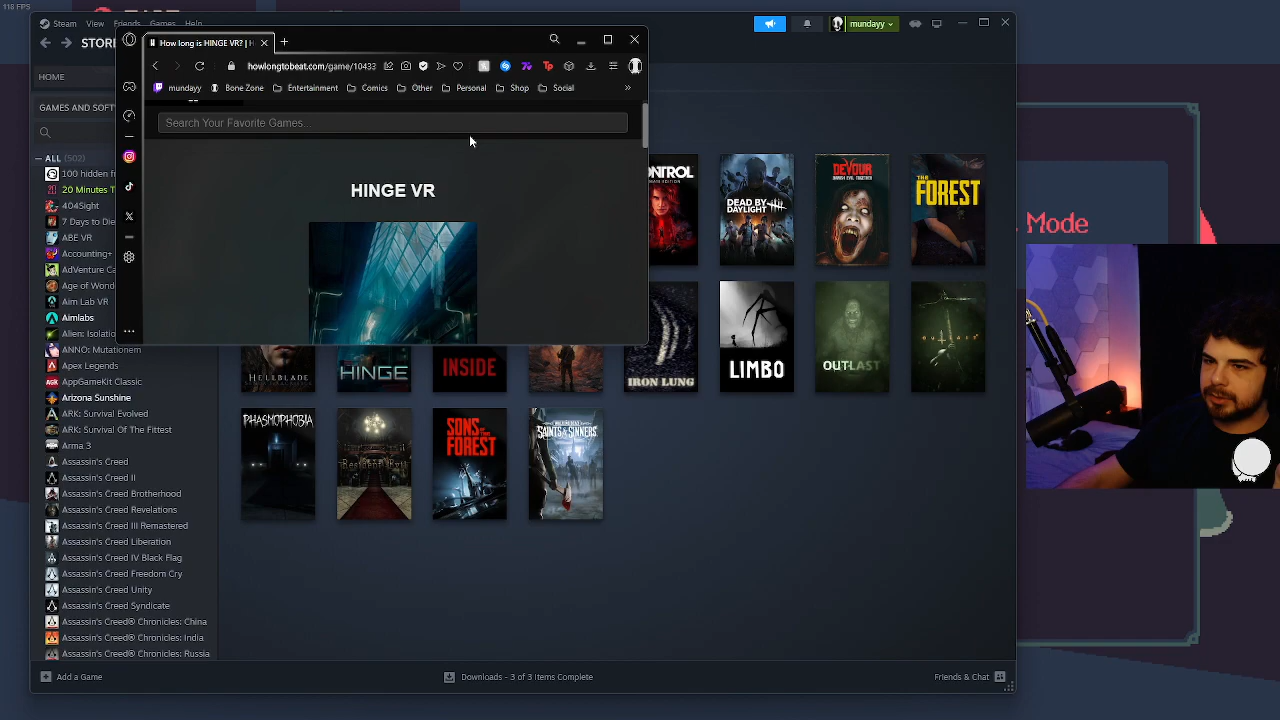 118 FPS
Steam View Friends Games Help
mundayy
STORE
How long is HINGE VR? | H
howlongtobeat.com/game/10433
mundayy Bone Zone Entertainment Comics Other Personal Shop Social
Search Your Favorite Games...
HINGE VR
HOME
GAMES AND SOFT
ALL (502)
100 hidden f
20 Minutes T
404Sight
7 Days to Die
ABE VR
Accounting+
AdVenture Ca
Age of Wond
Aim Lab VR
Aimlabs
Alien: Isolatio
ANNO: Mutationem
Apex Legends
AppGameKit Classic
Arizona Sunshine
ARK: Survival Evolved
ARK: Survival Of The Fittest
Arma 3
Assassin's Creed
Assassin's Creed II
Assassin's Creed Brotherhood
Assassin's Creed Revelations
Assassin's Creed III Remastered
Assassin's Creed Liberation
Assassin's Creed IV Black Flag
Assassin's Creed Freedom Cry
Assassin's Creed Unity
Assassin's Creed Syndicate
Assassin's Creed® Chronicles: China
Assassin's Creed® Chronicles: India
Assassin's Creed® Chronicles: Russia
NTROL
DEAD BY
DAYLIGHT
DEVOUR
THE
FOREST
HELLBLADE
HINGE
INSIDE
IRON LUNG
LIMBO
OUTLAST
PHASMOPHOBIA
SONS OF THE
FOREST
SAINTS & SINNERS
Mode
Add a Game
Downloads - 3 of 3 Items Complete
Friends & Chat